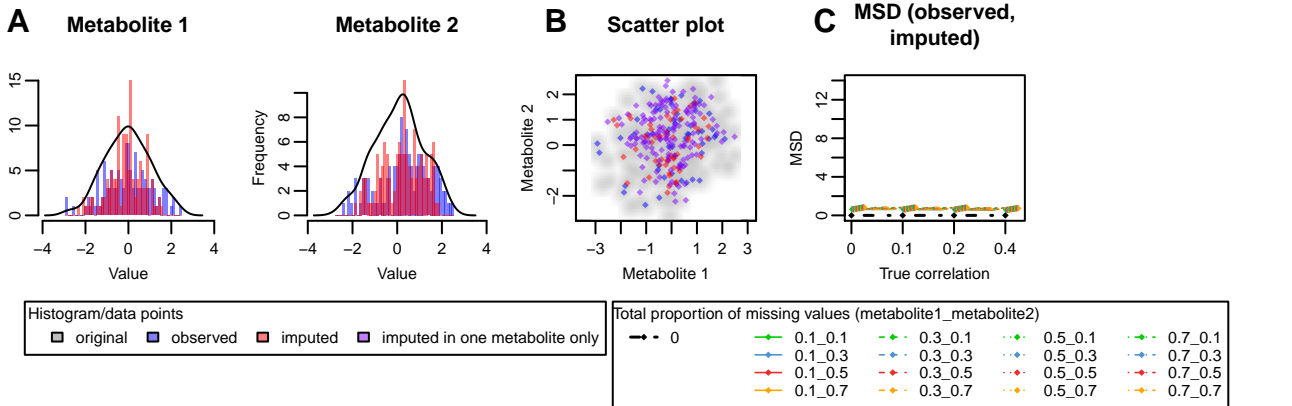 A
Metabolite 1
Metabolite 2
B
Scatter plot
C
MSD (observed,
imputed)
15
10
5
0
−4 −2 0 2 4
Value
Frequency
8
6
4
2
0
−4 −2 0 2 4
Value
Metabolite 2
2
1
0
−2
−3 −1 1 2 3
Metabolite 1
MSD
12
8
4
0
0 0.1 0.2 0.4
True correlation
Histogram/data points
original observed imputed imputed in one metabolite only
Total proportion of missing values (metabolite1_metabolite2)
0 0.1_0.1 0.3_0.1 0.5_0.1 0.7_0.1
0.1_0.3 0.3_0.3 0.5_0.3 0.7_0.3
0.1_0.5 0.3_0.5 0.5_0.5 0.7_0.5
0.1_0.7 0.3_0.7 0.5_0.7 0.7_0.7